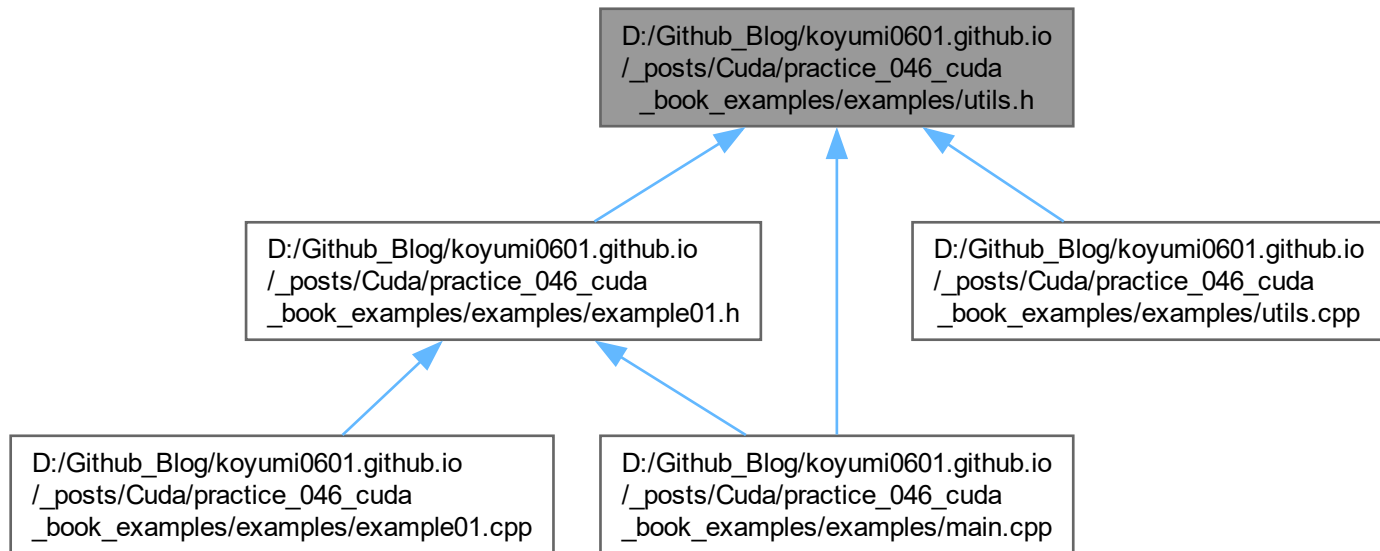 D:/Github_Blog/koyumi0601.github.io
/_posts/Cuda/practice_046_cuda
_book_examples/examples/utils.h
D:/Github_Blog/koyumi0601.github.io
/_posts/Cuda/practice_046_cuda
_book_examples/examples/example01.h
D:/Github_Blog/koyumi0601.github.io
/_posts/Cuda/practice_046_cuda
_book_examples/examples/utils.cpp
D:/Github_Blog/koyumi0601.github.io
/_posts/Cuda/practice_046_cuda
_book_examples/examples/example01.cpp
D:/Github_Blog/koyumi0601.github.io
/_posts/Cuda/practice_046_cuda
_book_examples/examples/main.cpp